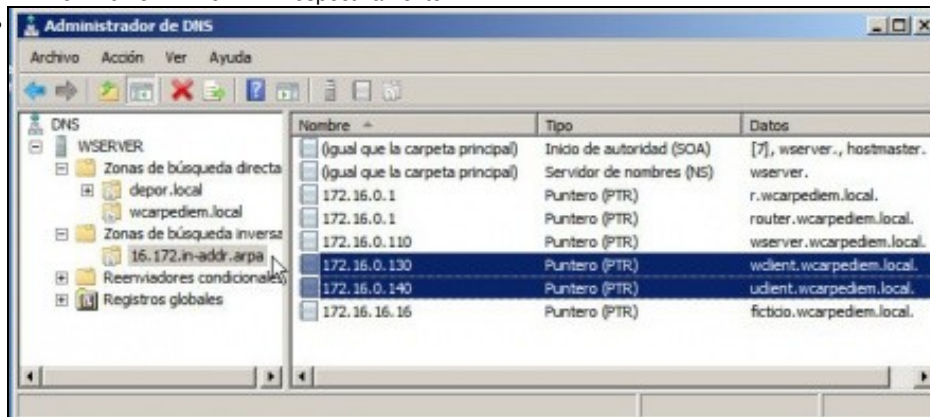 Administrador de DNS
Archivo Acción Ver Ayuda
DNS
WSERVER
Zonas de búsqueda directa
depor.local
wcarpediem.local
Zonas de búsqueda inversa
16.172.in-addr.arpa
Reenviadores condicionales
Registros globales
Nombre Tipo Datos
(igual que la carpeta principal) Inicio de autoridad (SOA) [7], wserver., hostmaster.
(igual que la carpeta principal) Servidor de nombres (NS) wserver.
172.16.0.1 Puntero (PTR) r.wcarpediem.local.
172.16.0.1 Puntero (PTR) router.wcarpediem.local.
172.16.0.110 Puntero (PTR) wserver.wcarpediem.local.
172.16.0.130 Puntero (PTR) wclient.wcarpediem.local.
172.16.0.140 Puntero (PTR) uclient.wcarpediem.local.
172.16.16.16 Puntero (PTR) ficticio.wcarpediem.local.